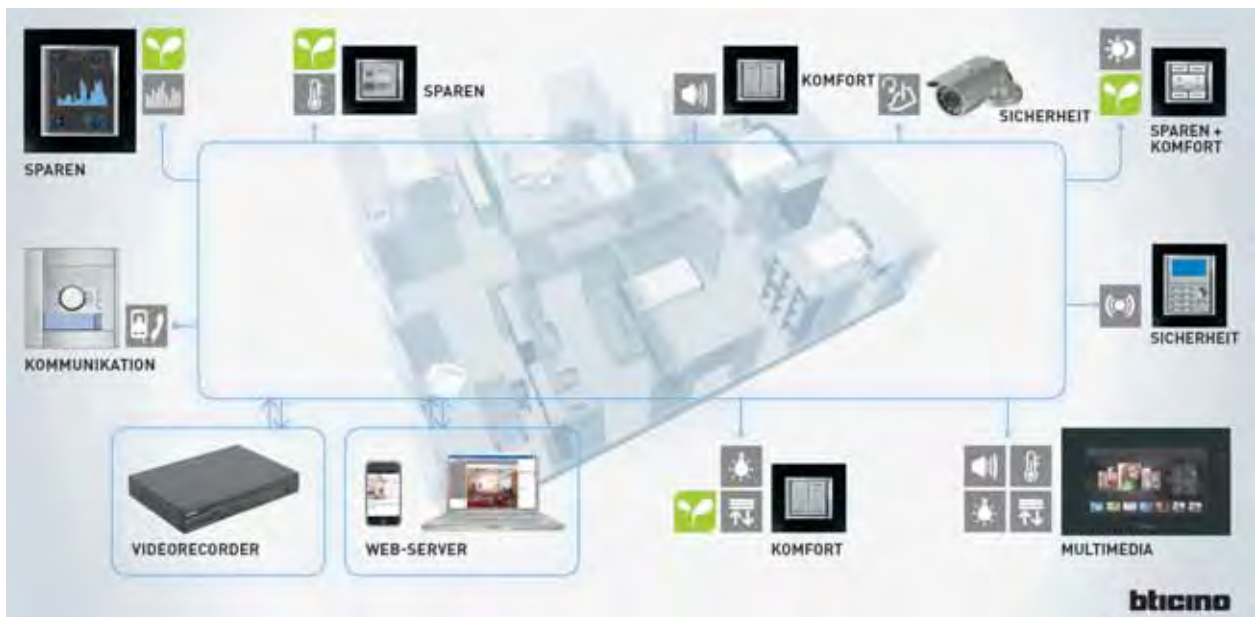 SPAREN
SPAREN
KOMFORT
SICHERHEIT
SPAREN +
KOMFORT
KOMMUNIKATION
SICHERHEIT
VIDEORECORDER
WEB-SERVER
KOMFORT
MULTIMEDIA
bticino